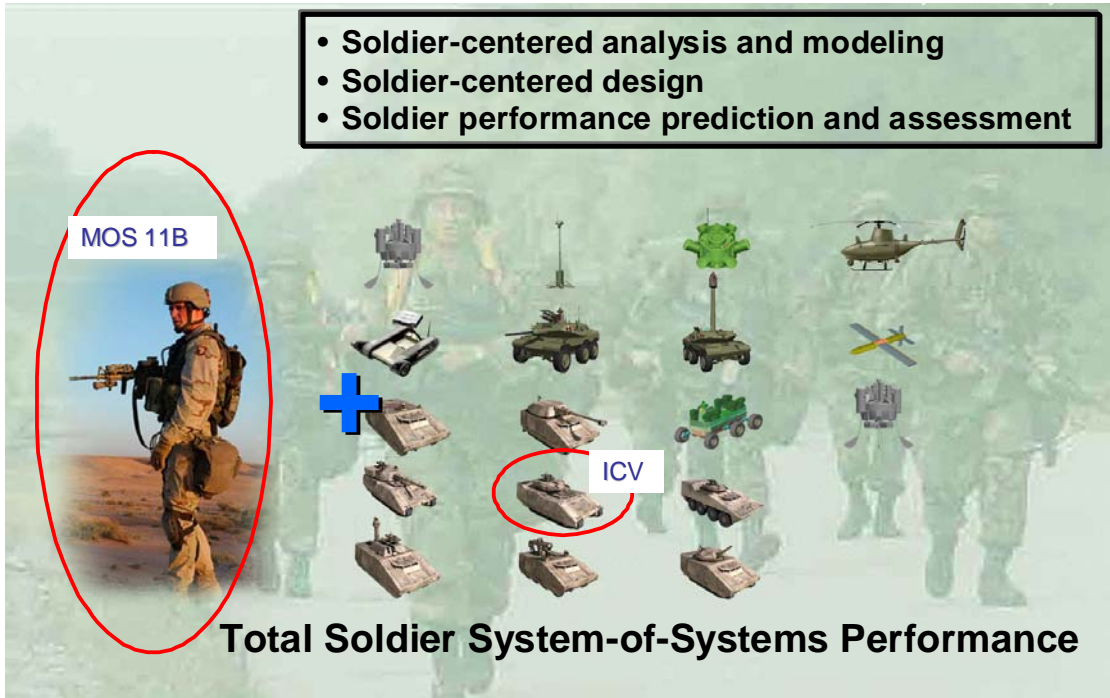 • Soldier-centered analysis and modeling
• Soldier-centered design
• Soldier performance prediction and assessment
MOS 11B
ICV
Total Soldier System-of-Systems Performance